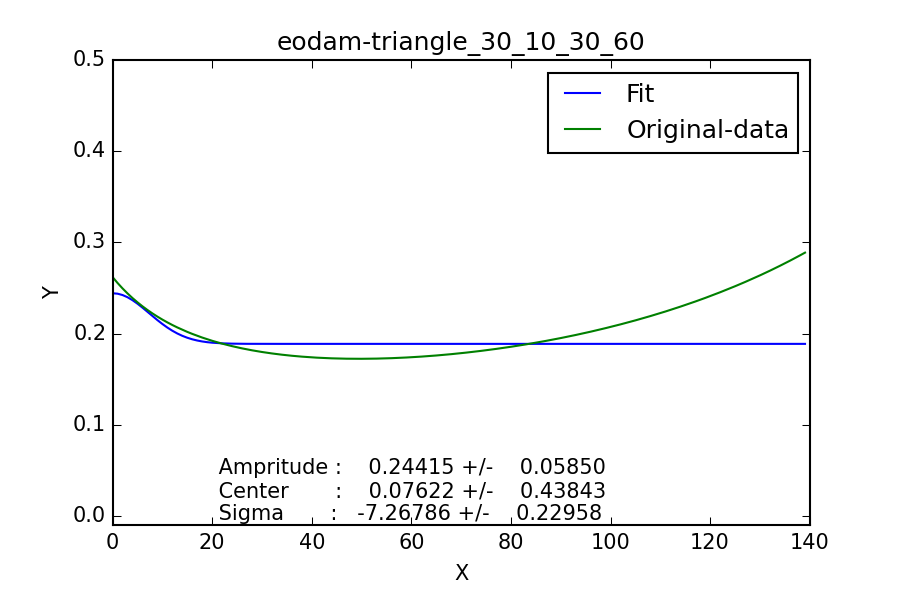 eodam-triangle_30_10_30_60
Fit
Original-data
0.5
0.4
0.3
0.2
0.1
0.0
Y
Ampritude : 0.24415 +/- 0.05850
Center : 0.07622 +/- 0.43843
Sigma : -7.26786 +/- 0.22958
0 20 40 60 80 100 120 140
X